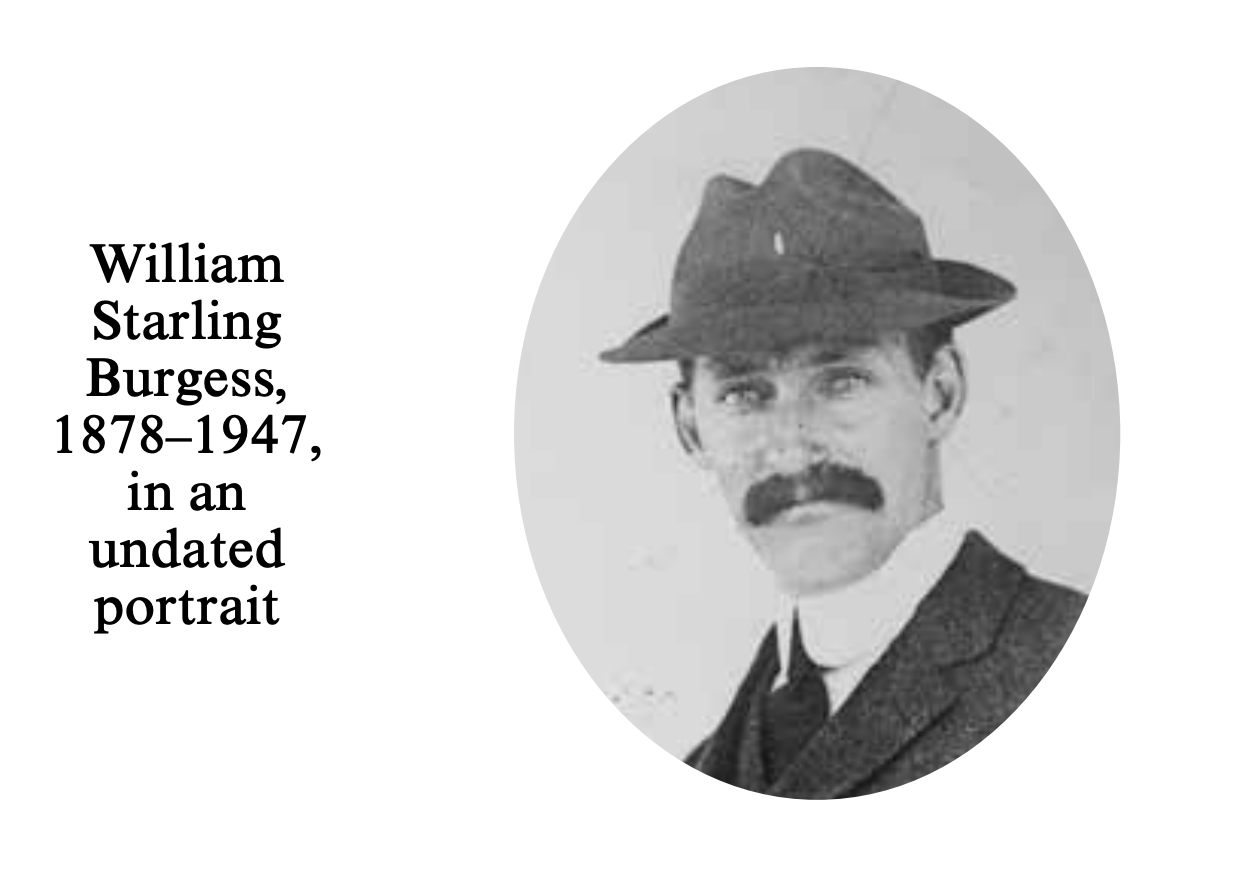 William
Starling
Burgess,
1878–1947,
in an
undated
portrait